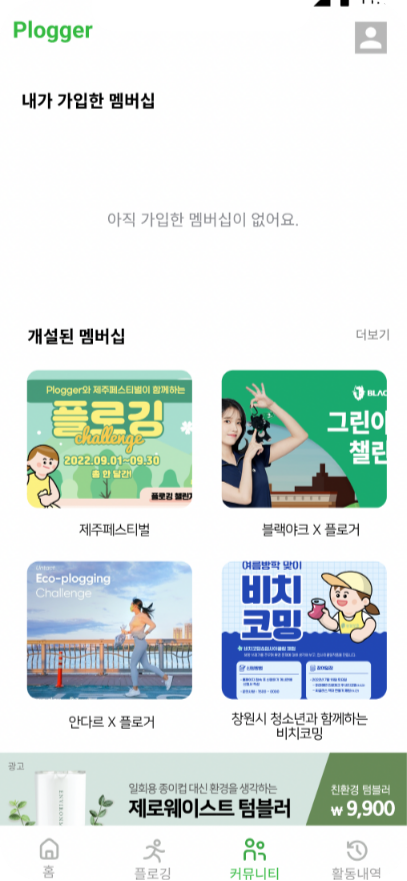 Plogger
내가 가입한 멤버십
아직 가입한 멤버십이 없어요.
개설된 멤버십
더보기
Plogger와 제주페스티벌이 함께하는
플로깅
challenge
2022.09.01~09.30
줍 한 달간!
플로깅 챌린지
제주페스티벌
BLAC
그린야
챌린
블랙야크 X 플로거
Eco-plogging
Challenge
안다르 X 플로거
여름방학 맞이
비치
코밍
창원시 청소년과 함께하는
비치코밍
광고
일회용 종이컵 대신 환경을 생각하는
제로웨이스트 텀블러
친환경 텀블러
₩ 9,900
홈
플로깅
커뮤니티
활동내역